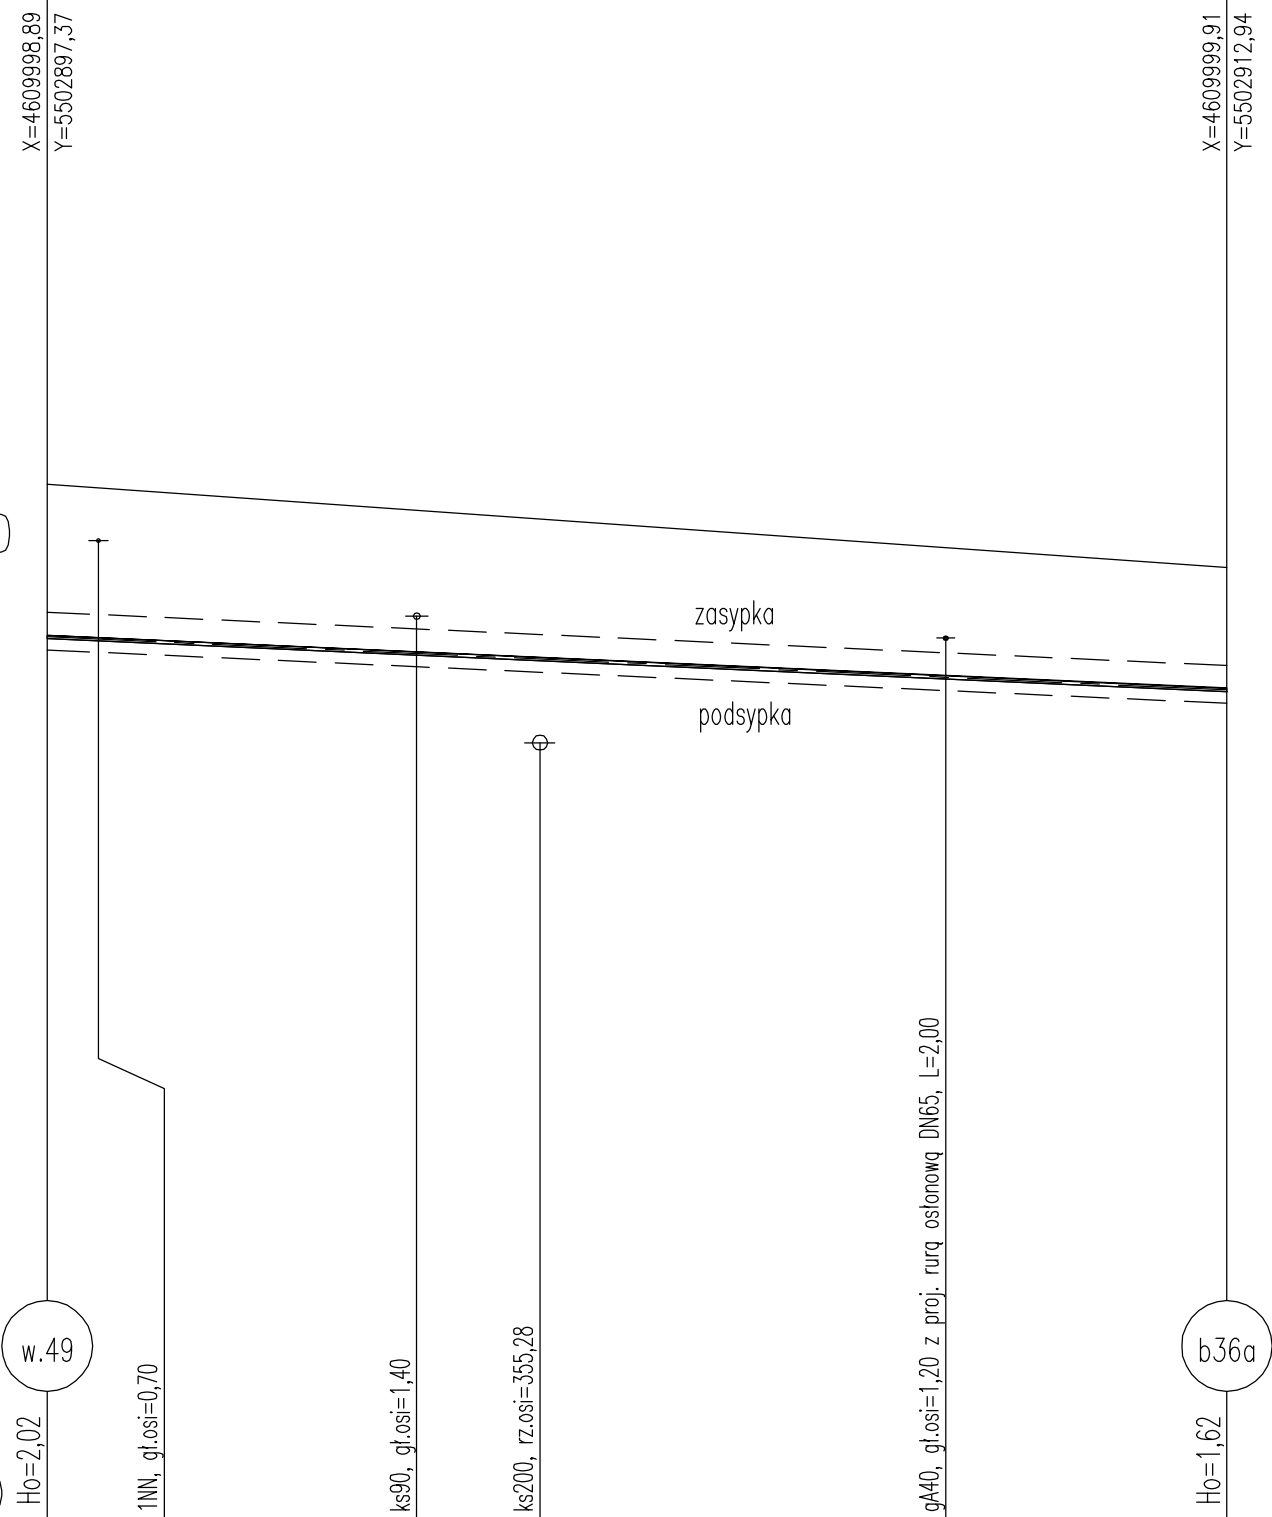 X=4609998,89
Y=5502897,37
X=4609999,91
Y=5502912,94
zasypka
podsypka
w.49
b36a
Ho=2,02
1NN, gł.osi=0,70
ks90, gł.osi=1,40
ks200, rz.osi=355,28
gA40, gł.osi=1,20 z proj. rurą osłonową DN65, L=2,00
Ho=1,62